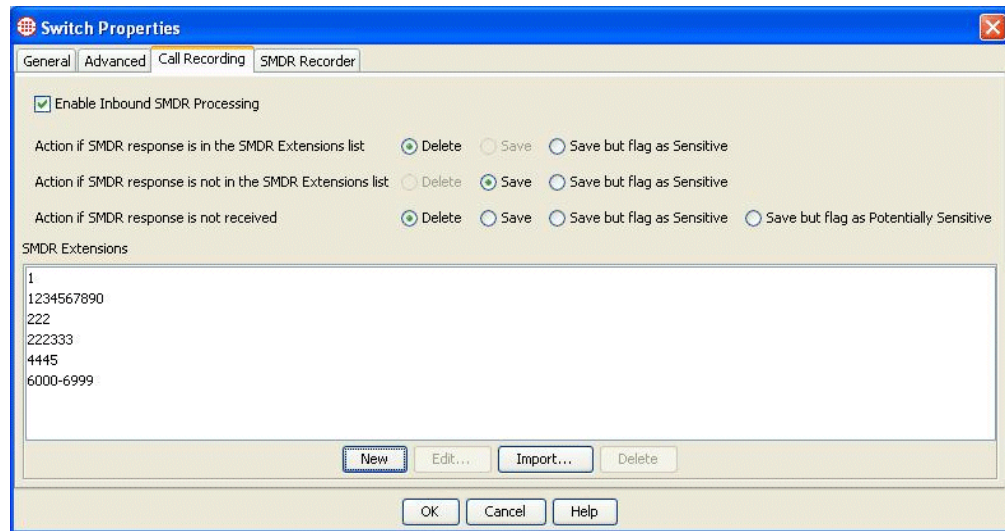 Switch Properties
General Advanced Call Recording SMDR Recorder
Enable Inbound SMDR Processing
Action if SMDR response is in the SMDR Extensions list Delete Save Save but flag as Sensitive
Action if SMDR response is not in the SMDR Extensions list Delete Save Save but flag as Sensitive
Action if SMDR response is not received Delete Save Save but flag as Sensitive Save but flag as Potentially Sensitive
SMDR Extensions
1
1234567890
222
222333
4445
6000-6999
New Edit... Import... Delete
OK Cancel Help